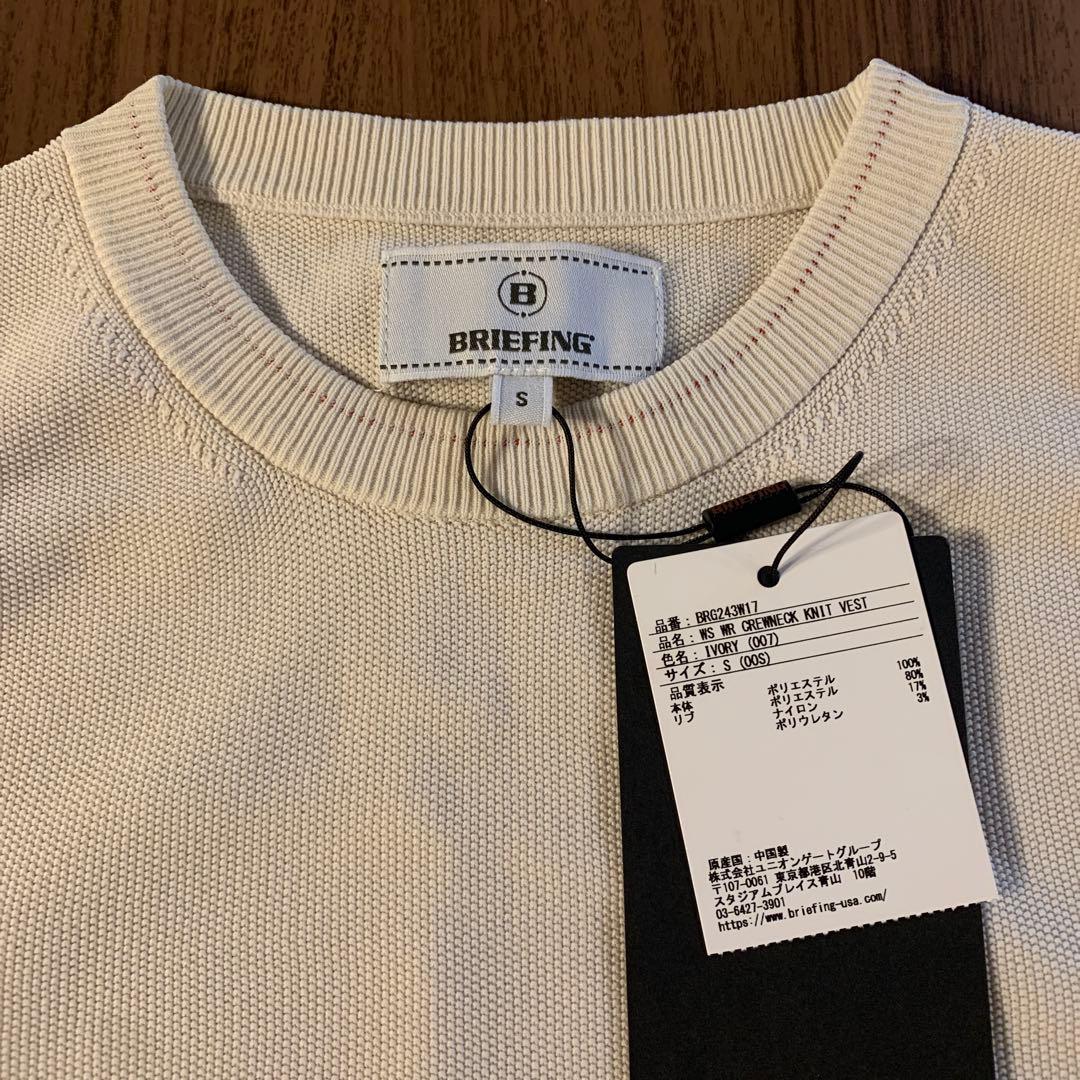 B
BRIEFING
S
BRIEFING
品番：BRG243W17
品名：WS WR CREWNECK KNIT VEST
色名：IVORY (007)
サイズ：S (00S)
品質表示
本体 ポリエステル 100%
リブ ポリエステル 80%
ナイロン 17%
ポリウレタン 3%
原産国：中国製
株式会社ユニオンゲートグループ
〒107-0061 東京都港区北青山2-9-5
スタジアムプレイス青山 10階
03-6427-3901
https://www.briefing-usa.com/